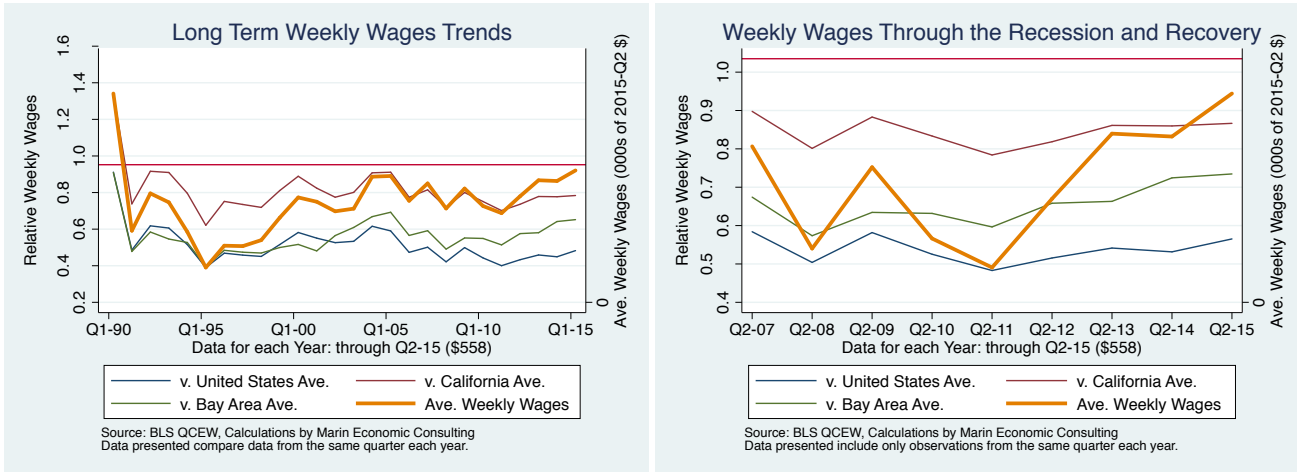 Long Term Weekly Wages Trends
Relative Weekly Wages
1.6
1.4
1.2
1.0
0.8
0.6
0.4
0.2
0
Ave. Weekly Wages (000s of 2015-Q2 $)
Q1-90 Q1-95 Q1-00 Q1-05 Q1-10 Q1-15
Data for each Year: through Q2-15 ($558)
v. United States Ave. v. California Ave.
v. Bay Area Ave. Ave. Weekly Wages
Source: BLS QCEW, Calculations by Marin Economic Consulting
Data presented compare data from the same quarter each year.
Weekly Wages Through the Recession and Recovery
Relative Weekly Wages
1.0
0.9
0.8
0.7
0.6
0.5
0.4
0
Ave. Weekly Wages (000s of 2015-Q2 $)
Q2-07 Q2-08 Q2-09 Q2-10 Q2-11 Q2-12 Q2-13 Q2-14 Q2-15
Data for each Year: through Q2-15 ($558)
v. United States Ave. v. California Ave.
v. Bay Area Ave. Ave. Weekly Wages
Source: BLS QCEW, Calculations by Marin Economic Consulting
Data presented include only observations from the same quarter each year.